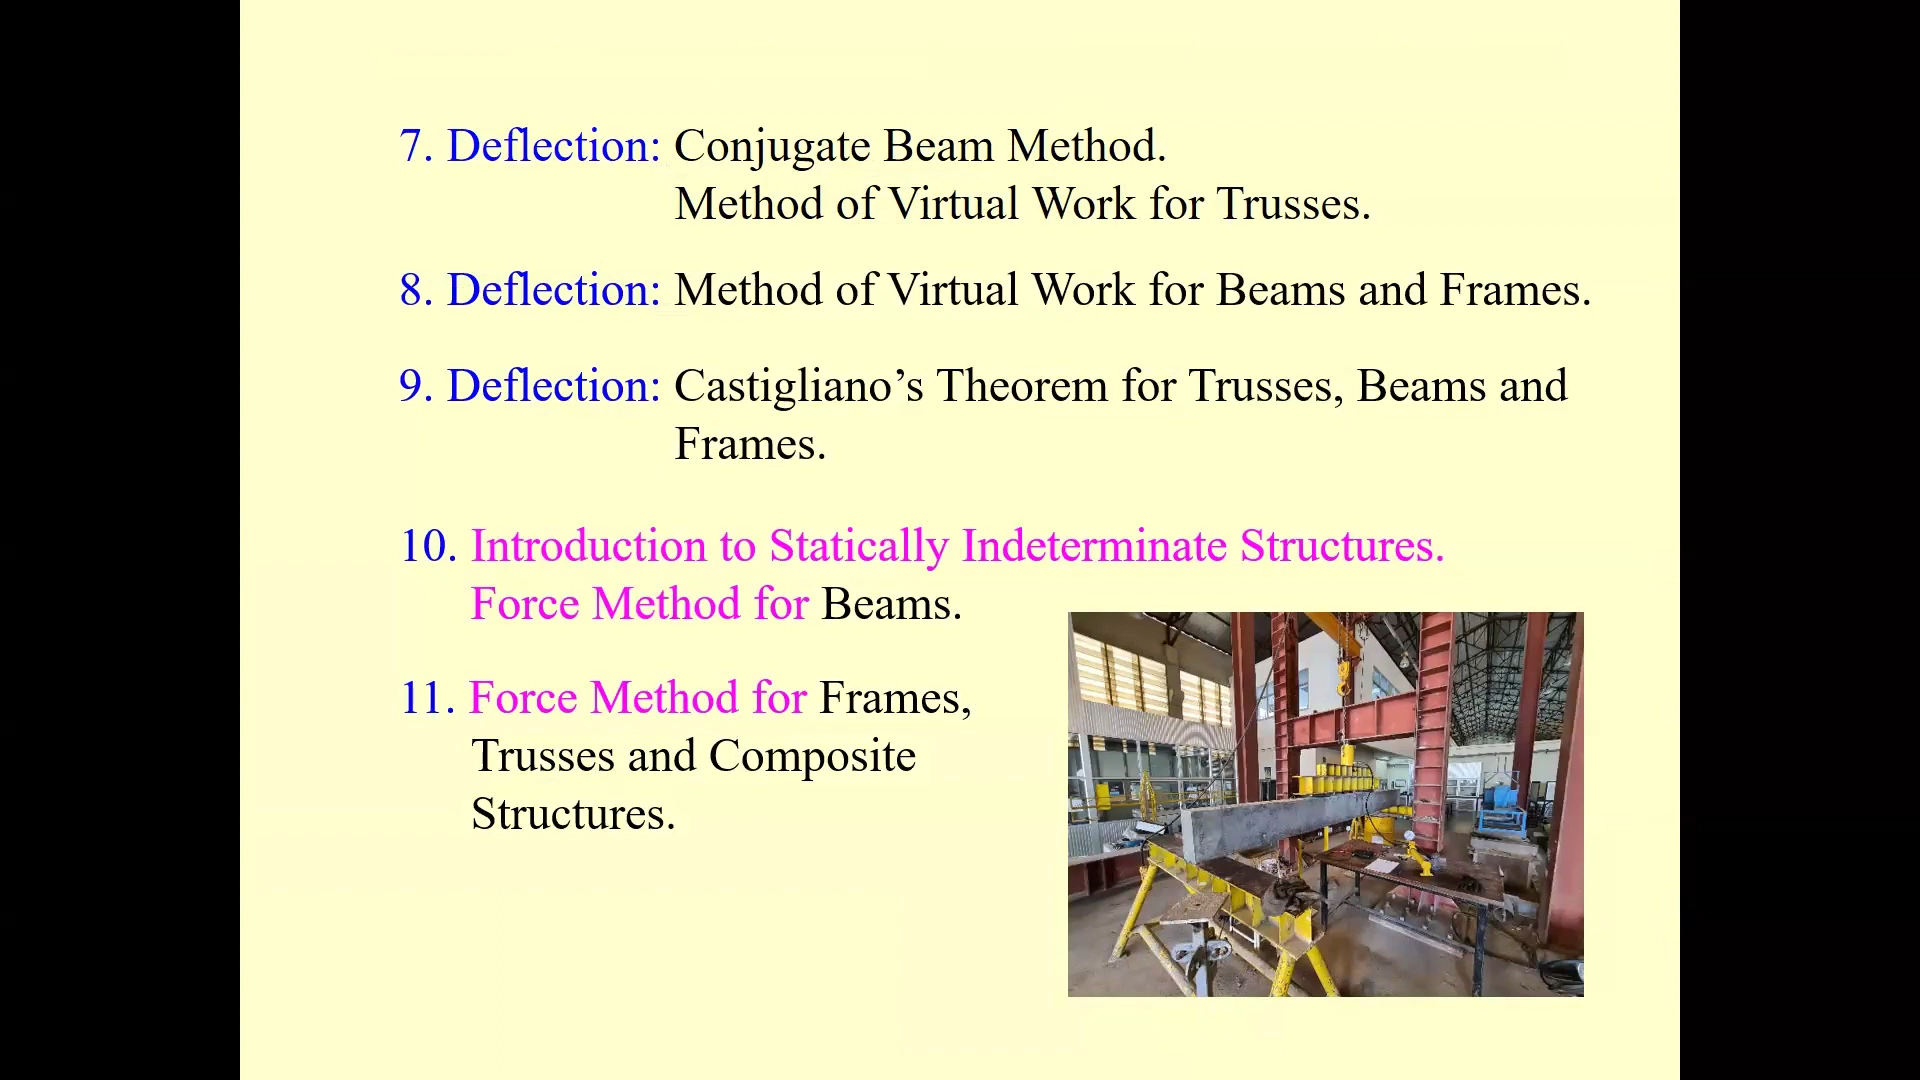 7. Deflection: Conjugate Beam Method.
Method of Virtual Work for Trusses.
8. Deflection: Method of Virtual Work for Beams and Frames.
9. Deflection: Castigliano’s Theorem for Trusses, Beams and
Frames.
10. Introduction to Statically Indeterminate Structures.
Force Method for Beams.
11. Force Method for Frames,
Trusses and Composite
Structures.